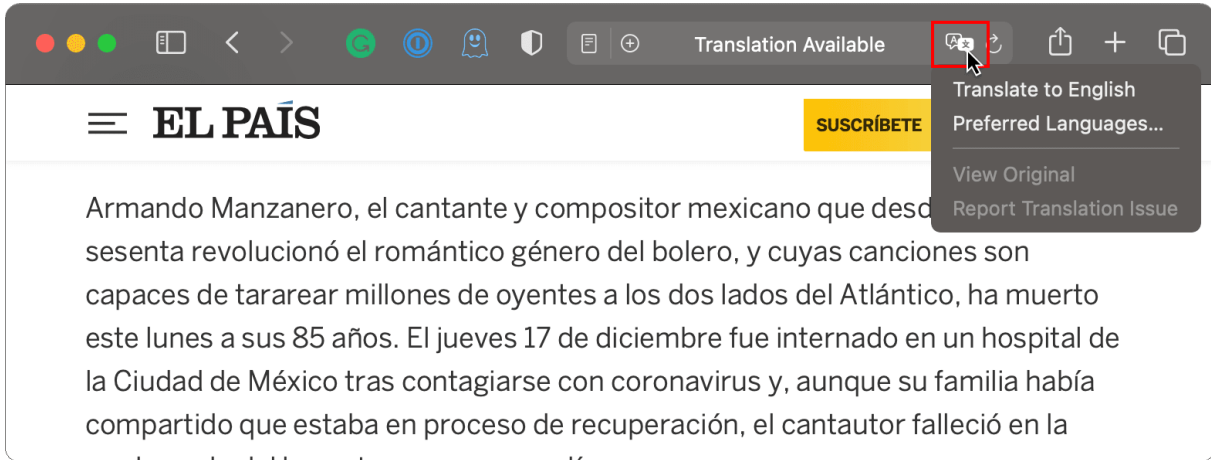 Translation Available
Translate to English
Preferred Languages...
View Original
Report Translation Issue
EL PAÍS
SUSCRÍBETE
Armando Manzanero, el cantante y compositor mexicano que desd
sesenta revolucionó el romántico género del bolero, y cuyas canciones son
capaces de tararear millones de oyentes a los dos lados del Atlántico, ha muerto
este lunes a sus 85 años. El jueves 17 de diciembre fue internado en un hospital de
la Ciudad de México tras contagiarse con coronavirus y, aunque su familia había
compartido que estaba en proceso de recuperación, el cantautor falleció en la